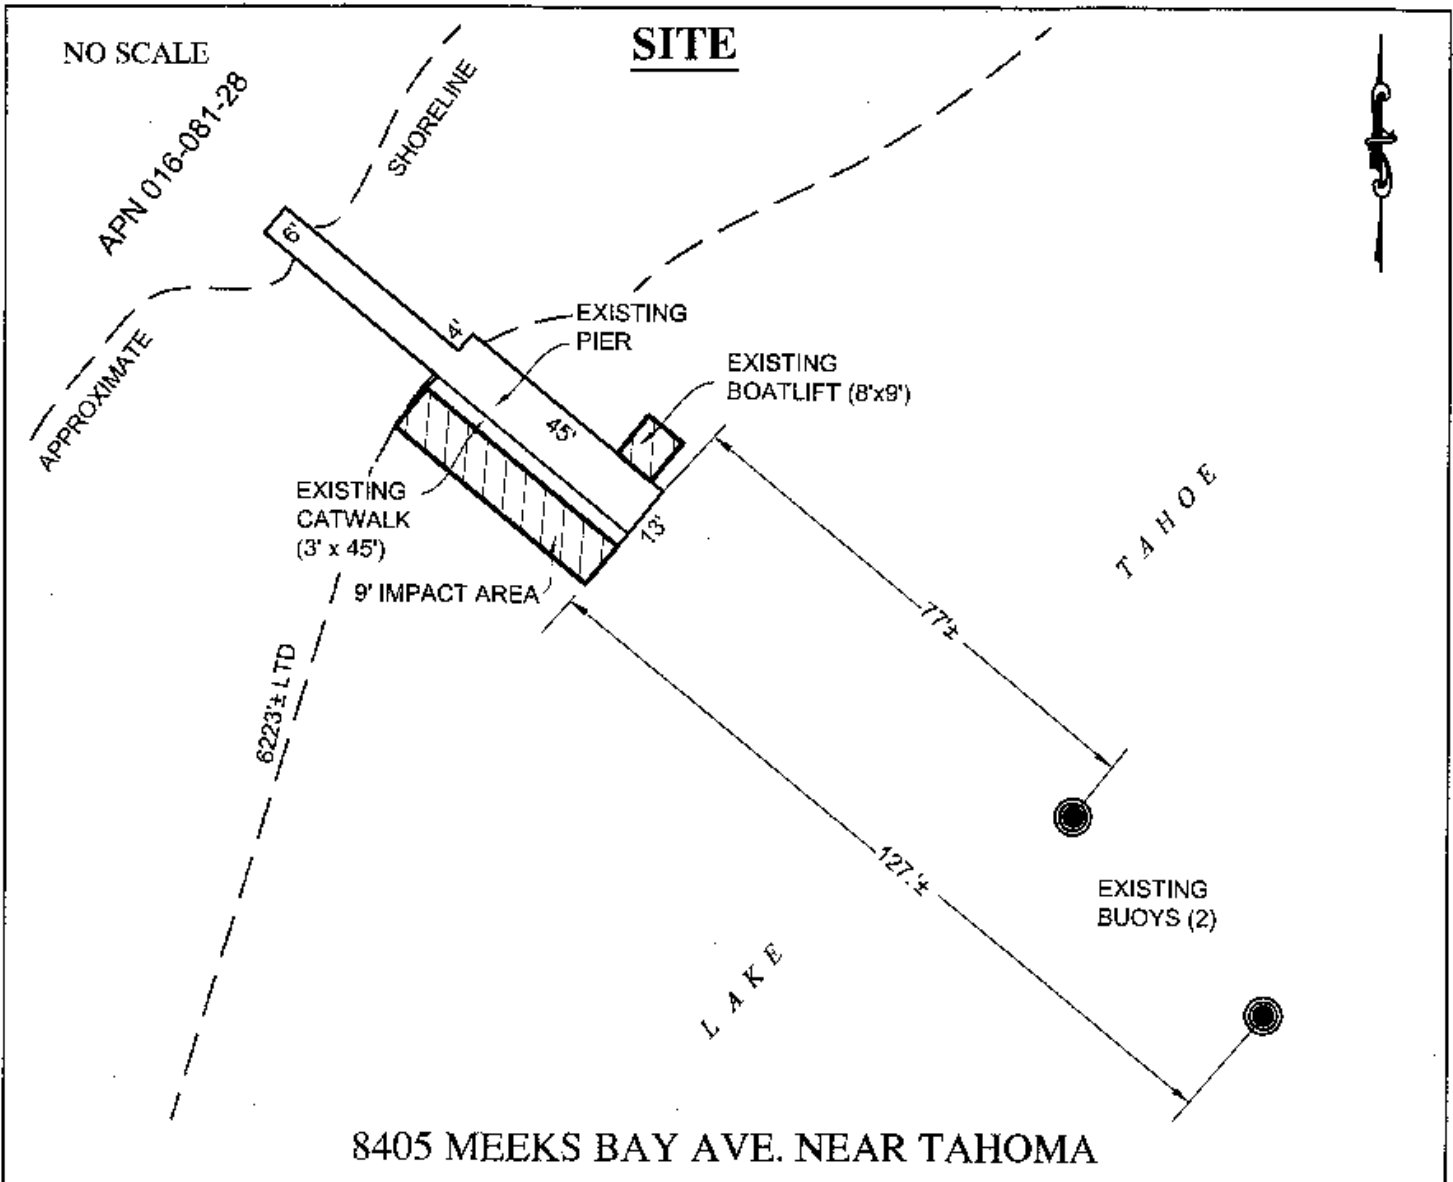 NO SCALE
SITE
APN 016-081-28
SHORELINE
6'
4'
EXISTING
PIER
APPROXIMATE
EXISTING
BOATLIFT (8'x9')
45'
EXISTING
CATWALK
(3' x 45')
13'
9' IMPACT AREA
TAHOE
77'±
6223'± LTD
127.'±
EXISTING
BUOYS (2)
LAKE
8405 MEEKS BAY AVE. NEAR TAHOMA